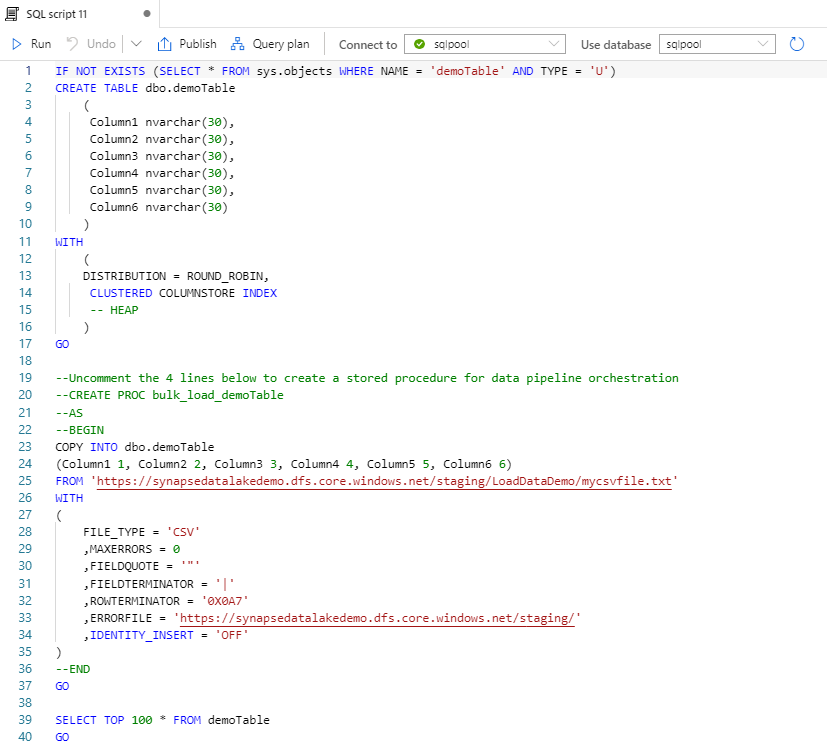 SQL script 11
Run Undo Publish Query plan Connect to sqlpool Use database sqlpool
1 IF NOT EXISTS (SELECT * FROM sys.objects WHERE NAME = 'demoTable' AND TYPE = 'U')
2 CREATE TABLE dbo.demoTable
3 (
4 Column1 nvarchar(30),
5 Column2 nvarchar(30),
6 Column3 nvarchar(30),
7 Column4 nvarchar(30),
8 Column5 nvarchar(30),
9 Column6 nvarchar(30)
10 )
11 WITH
12 (
13 DISTRIBUTION = ROUND_ROBIN,
14 CLUSTERED COLUMNSTORE INDEX
15 -- HEAP
16 )
17 GO
18
19 --Uncomment the 4 lines below to create a stored procedure for data pipeline orchestration
20 --CREATE PROC bulk_load_demoTable
21 --AS
22 --BEGIN
23 COPY INTO dbo.demoTable
24 (Column1 1, Column2 2, Column3 3, Column4 4, Column5 5, Column6 6)
25 FROM 'https://synapsedatalakedemo.dfs.core.windows.net/staging/LoadDataDemo/mycsvfile.txt'
26 WITH
27 (
28 FILE_TYPE = 'CSV'
29 ,MAXERRORS = 0
30 ,FIELDQUOTE = '"'
31 ,FIELDTERMINATOR = '|'
32 ,ROWTERMINATOR = '0X0A7'
33 ,ERRORFILE = 'https://synapsedatalakedemo.dfs.core.windows.net/staging/'
34 ,IDENTITY_INSERT = 'OFF'
35 )
36 --END
37 GO
38
39 SELECT TOP 100 * FROM demoTable
40 GO